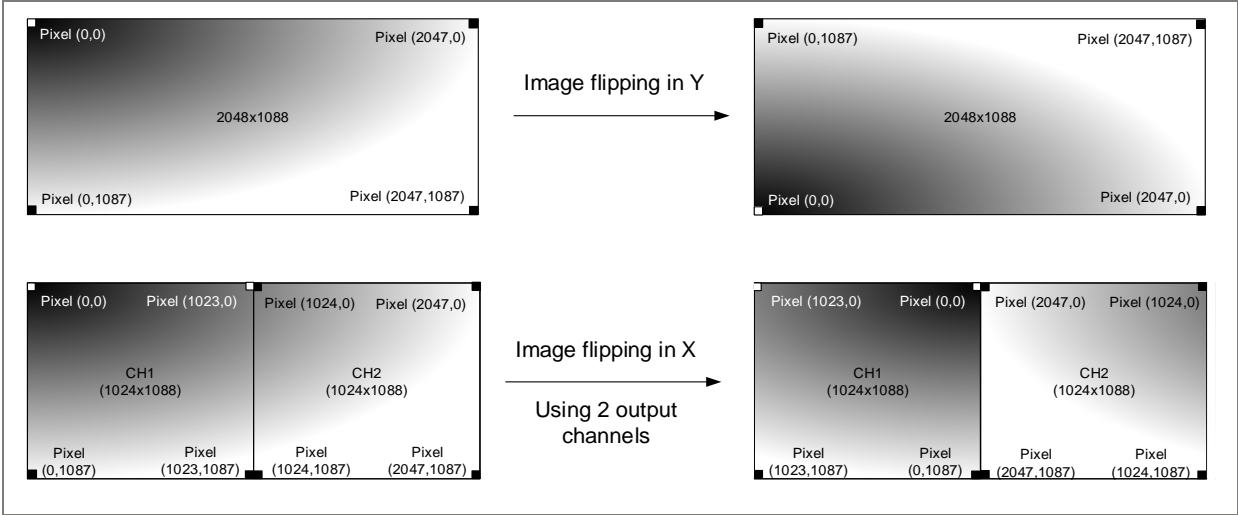 Pixel (0,0)
Pixel (2047,0)
2048x1088
Pixel (0,1087)
Pixel (2047,1087)
Image flipping in Y
Pixel (0,1087)
Pixel (2047,1087)
2048x1088
Pixel (0,0)
Pixel (2047,0)
Pixel (0,0)
Pixel (1023,0)
Pixel (1024,0)
Pixel (2047,0)
CH1
(1024x1088)
CH2
(1024x1088)
Pixel
(0,1087)
Pixel
(1023,1087)
Pixel
(1024,1087)
Pixel
(2047,1087)
Image flipping in X
Using 2 output
channels
Pixel (1023,0)
Pixel (0,0)
Pixel (2047,0)
Pixel (1024,0)
CH1
(1024x1088)
CH2
(1024x1088)
Pixel
(1023,1087)
Pixel
(0,1087)
Pixel
(2047,1087)
Pixel
(1024,1087)